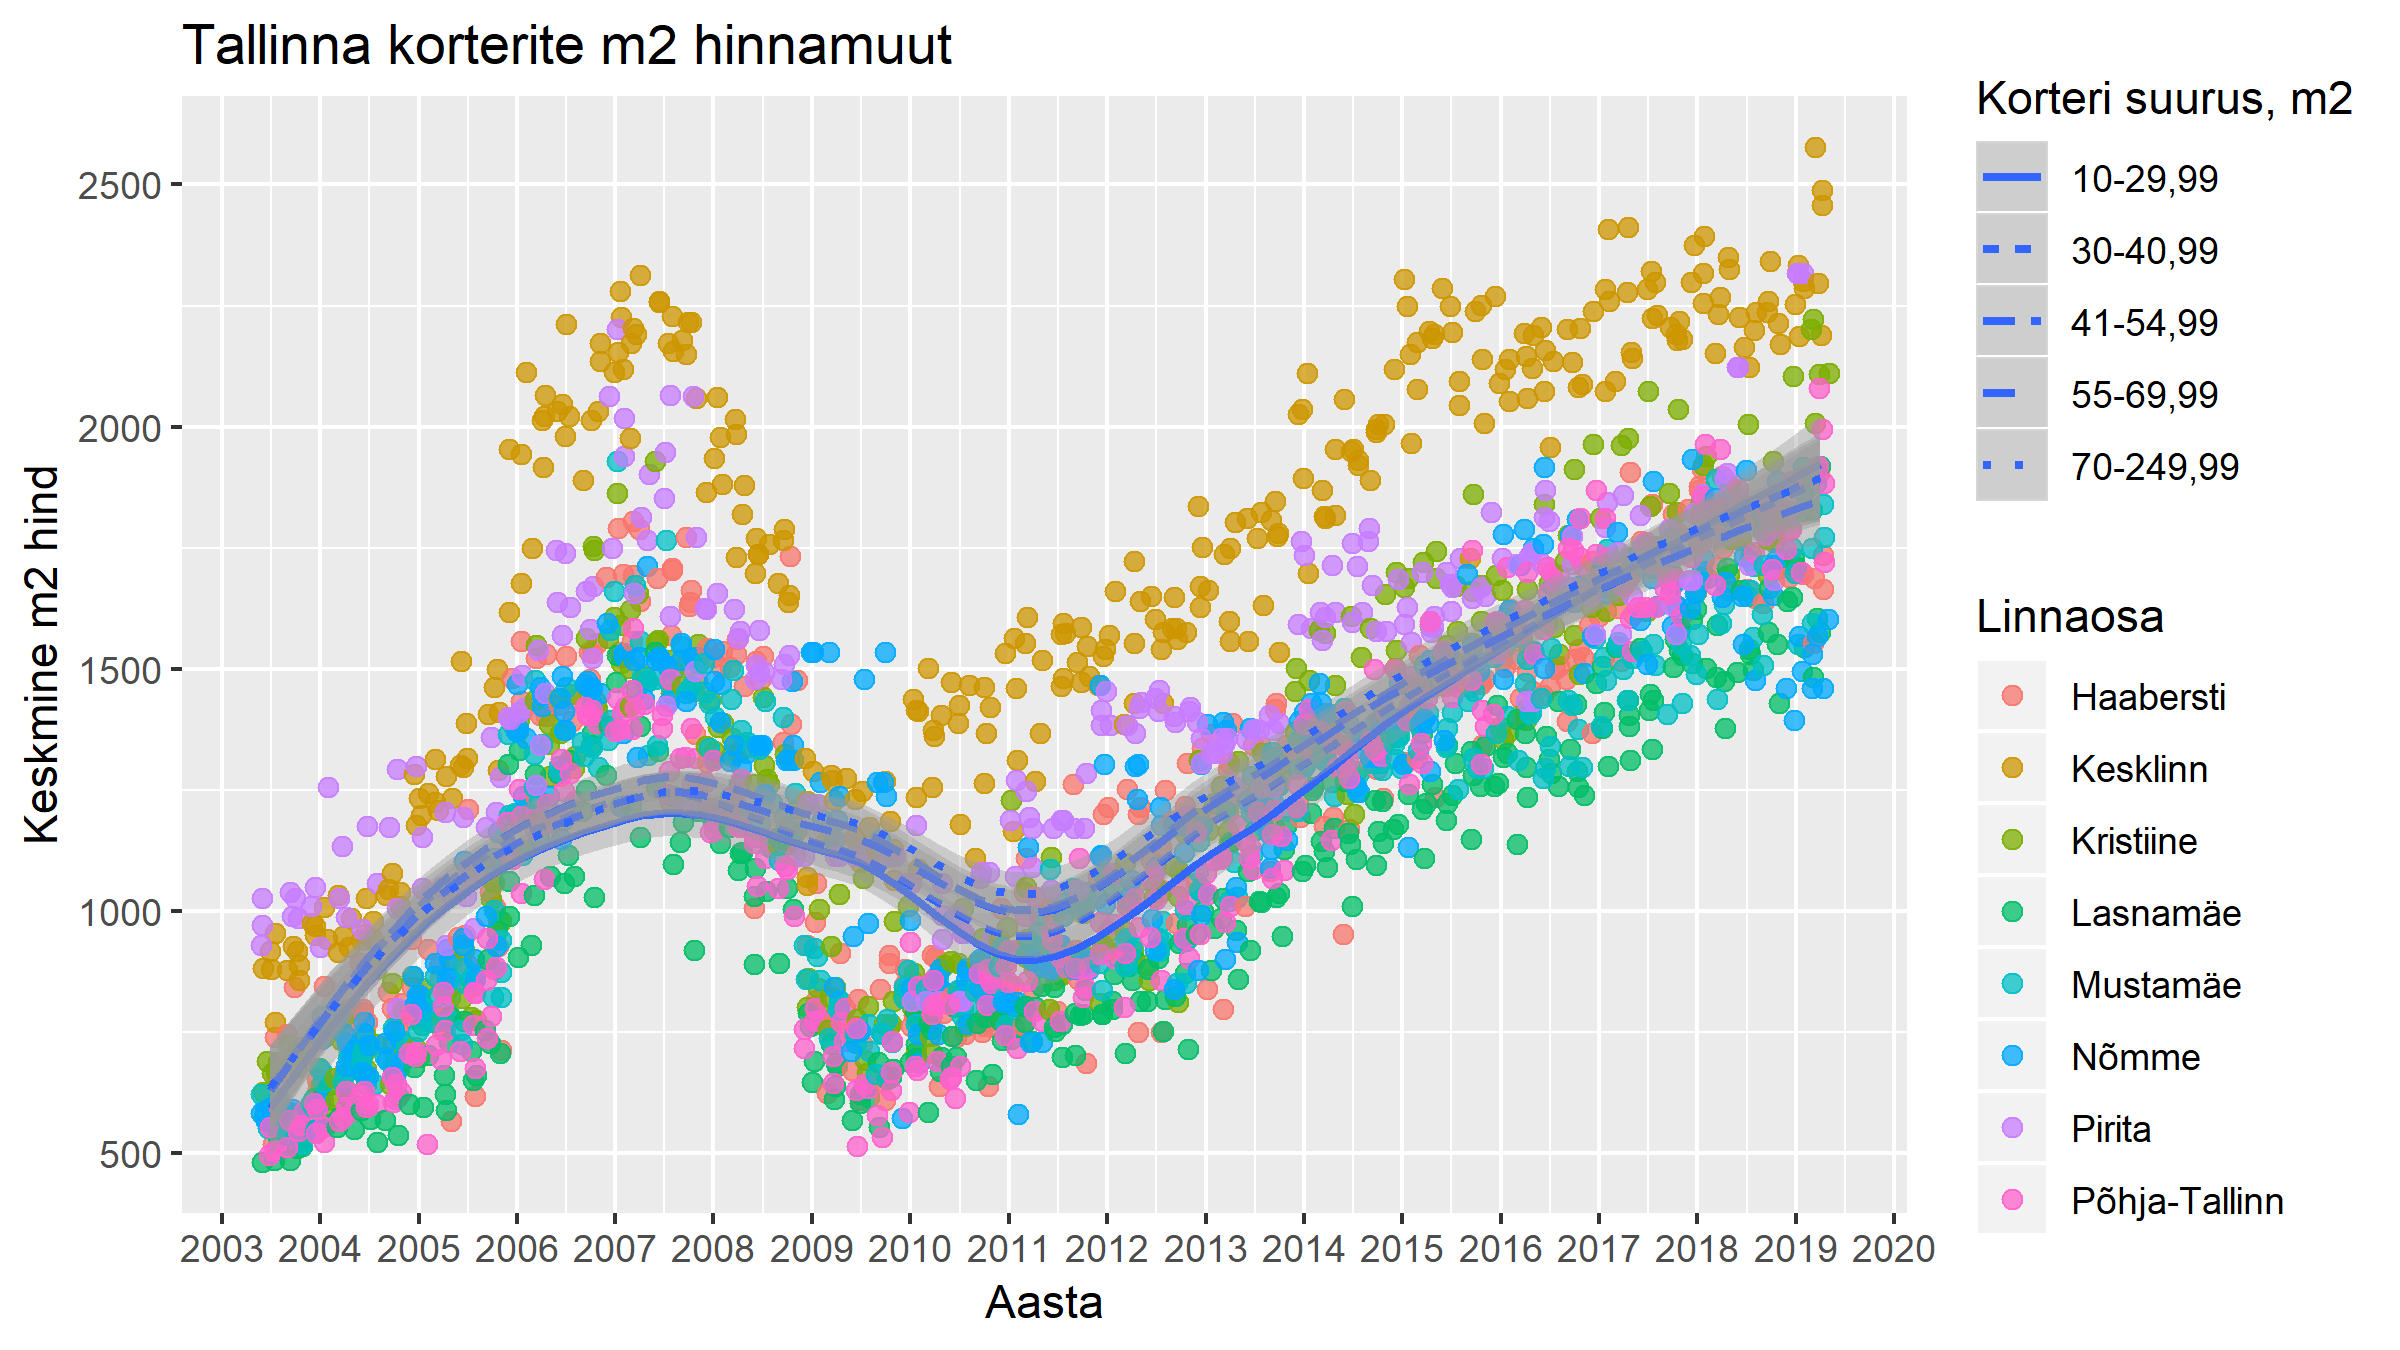 Tallinna korterite m2 hinnamuut
Keskmine m2 hind
2500
2000
1500
1000
500
2003 2004 2005 2006 2007 2008 2009 2010 2011 2012 2013 2014 2015 2016 2017 2018 2019 2020
Aasta
Korteri suurus, m2
10-29,99
30-40,99
41-54,99
55-69,99
70-249,99
Linnaosa
Haabersti
Kesklinn
Kristiine
Lasnamäe
Mustamäe
Nõmme
Pirita
Põhja-Tallinn